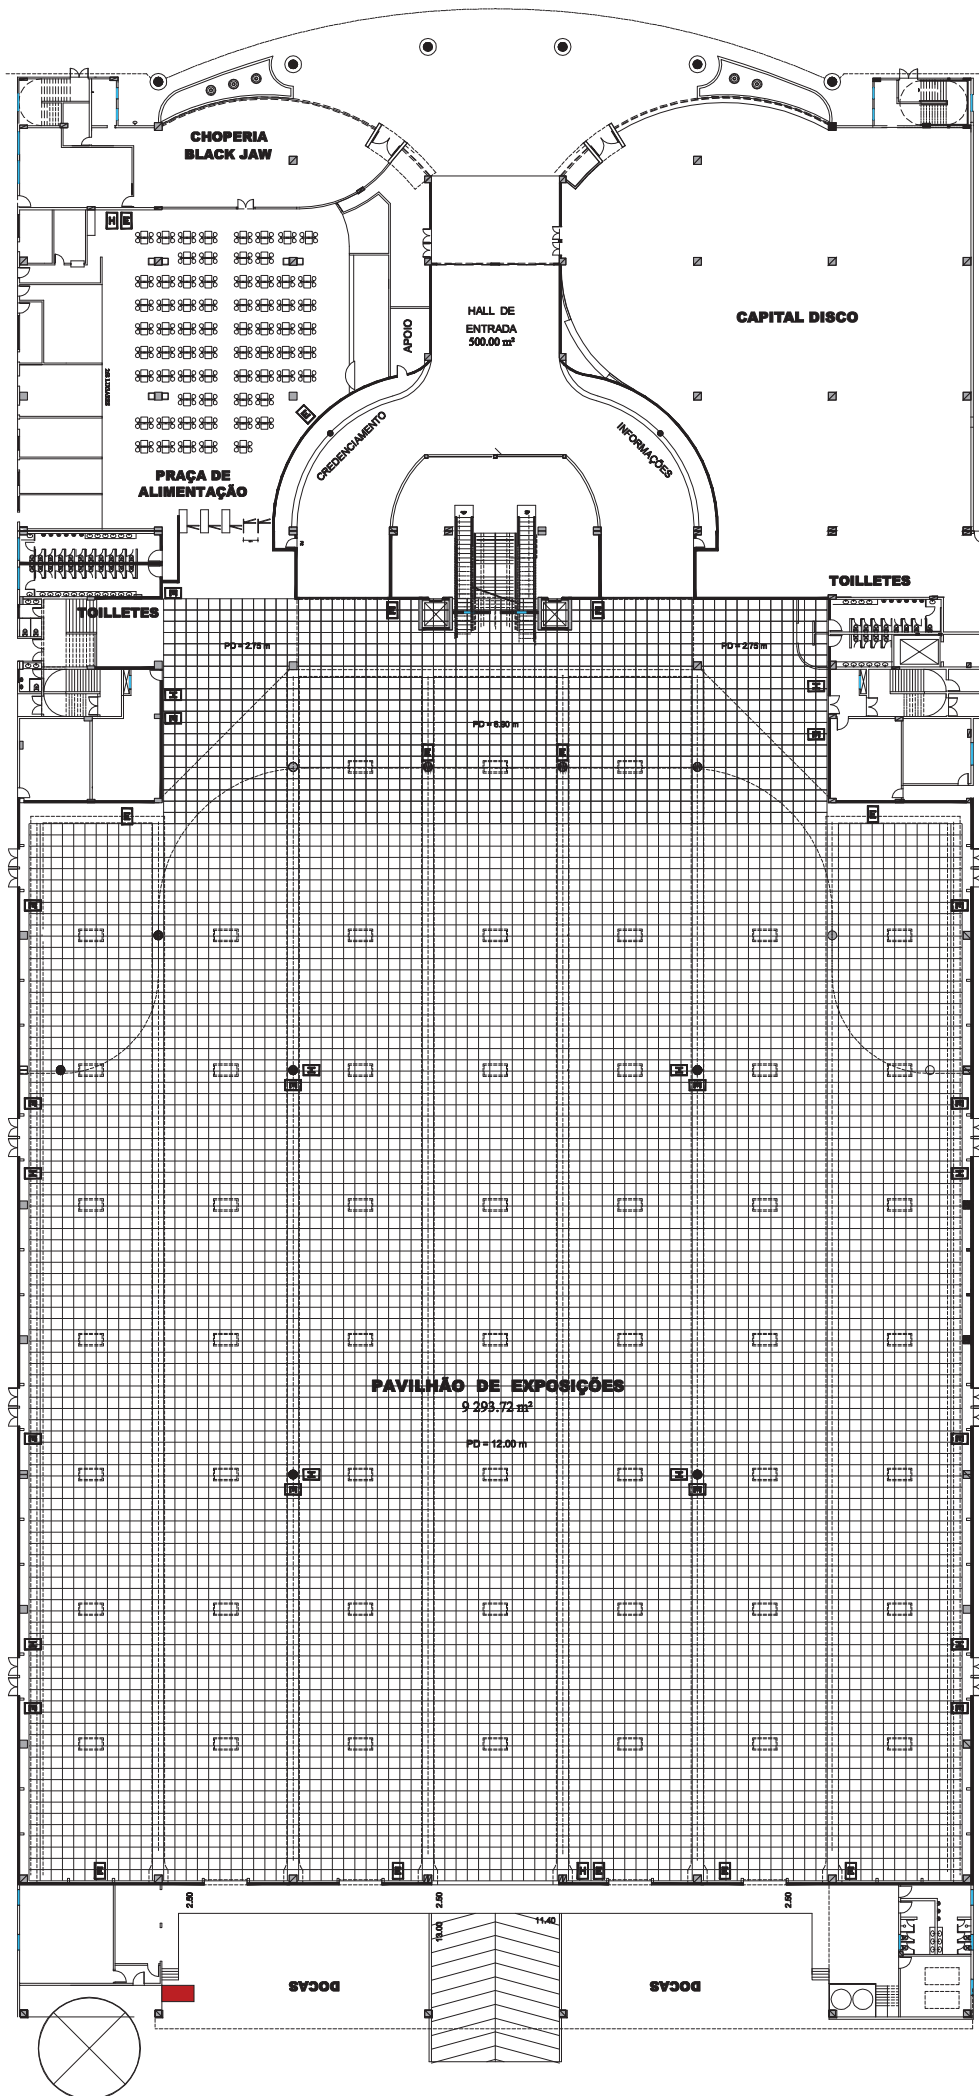 CHOPERIA
BLACK JAW
HALL DE
ENTRADA
500.00 m²
CAPITAL DISCO
APOIO
CREDENCIAMENTO
INFORMAÇÕES
PRAÇA DE
ALIMENTAÇÃO
TOILLETES
TOILLETES
PD = 2.75 m
PD = 2.75 m
PD = 6.90 m
PAVILHÃO DE EXPOSIÇÕES
9 293.72 m²
PD = 12.00 m
2.50
2.50
2.50
13.00
11.40
DOCAS
DOCAS